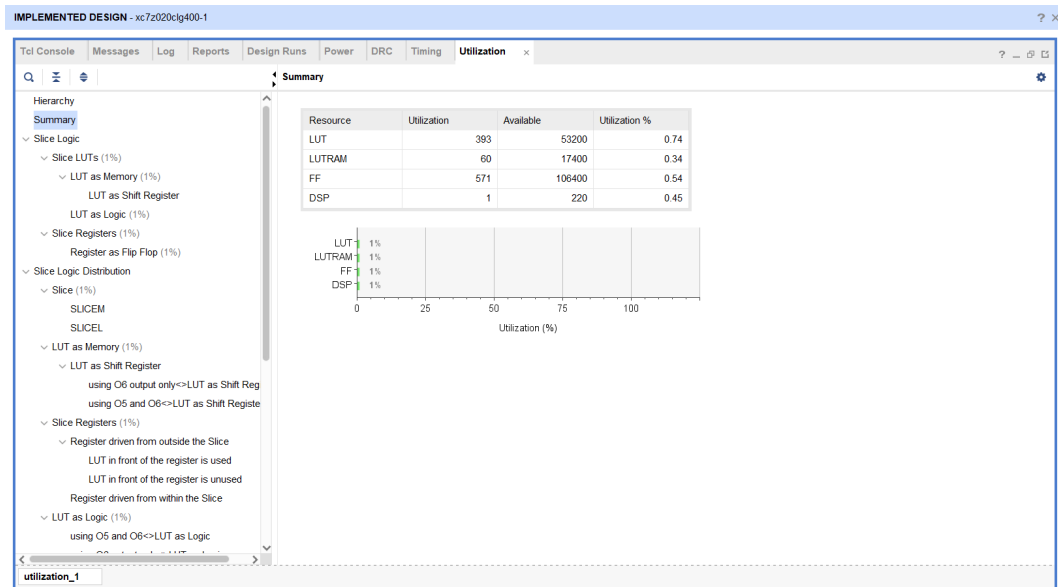 IMPLEMENTED DESIGN - xc7z020clg400-1
Tcl Console Messages Log Reports Design Runs Power DRC Timing Utilization
Summary
Hierarchy
Summary
Slice Logic
Slice LUTs (1%)
LUT as Memory (1%)
LUT as Shift Register
LUT as Logic (1%)
Slice Registers (1%)
Register as Flip Flop (1%)
Slice Logic Distribution
Slice (1%)
SLICEM
SLICEL
LUT as Memory (1%)
LUT as Shift Register
using O6 output only<>LUT as Shift Reg
using O5 and O6<>LUT as Shift Registe
Slice Registers (1%)
Register driven from outside the Slice
LUT in front of the register is used
LUT in front of the register is unused
Register driven from within the Slice
LUT as Logic (1%)
using O5 and O6<>LUT as Logic
Resource Utilization Available Utilization %
LUT 393 53200 0.74
LUTRAM 60 17400 0.34
FF 571 106400 0.54
DSP 1 220 0.45
LUT 1%
LUTRAM 1%
FF 1%
DSP 1%
0 25 50 75 100
Utilization (%)
utilization_1